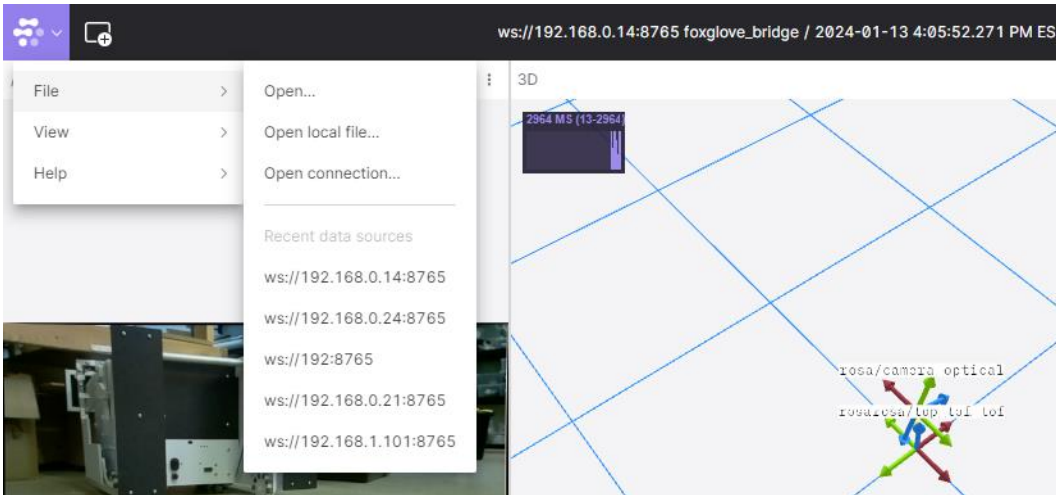 ws://192.168.0.14:8765 foxglove_bridge / 2024-01-13 4:05:52.271 PM ES
File
View
Help
Open...
Open local file...
Open connection...
Recent data sources
ws://192.168.0.14:8765
ws://192.168.0.24:8765
ws://192:8765
ws://192.168.0.21:8765
ws://192.168.1.101:8765
3D
2964 MS (13-2964)
rosa/camera optical